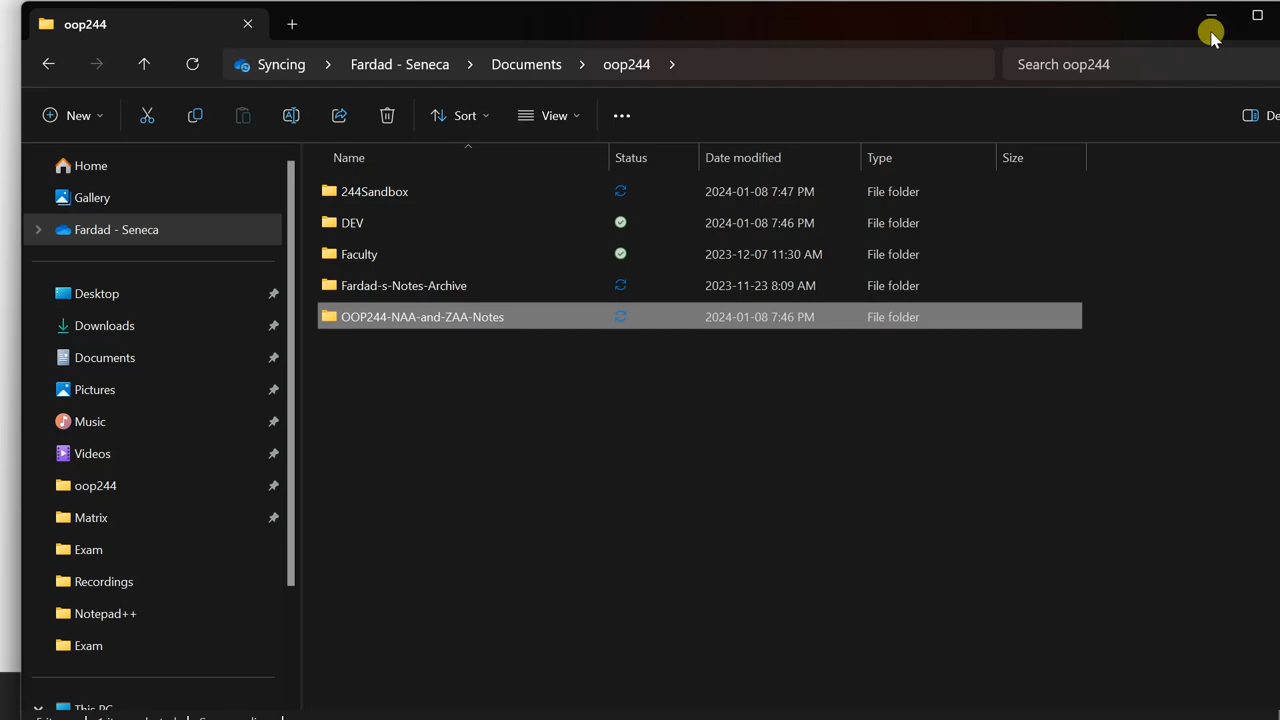 oop244
Syncing Fardad - Seneca Documents oop244
Search oop244
New Sort View De
Name Status Date modified Type Size
244Sandbox 2024-01-08 7:47 PM File folder
DEV 2024-01-08 7:46 PM File folder
Faculty 2023-12-07 11:30 AM File folder
Fardad-s-Notes-Archive 2023-11-23 8:09 AM File folder
OOP244-NAA-and-ZAA-Notes 2024-01-08 7:46 PM File folder
Home
Gallery
Fardad - Seneca
Desktop
Downloads
Documents
Pictures
Music
Videos
oop244
Matrix
Exam
Recordings
Notepad++
Exam
This PC